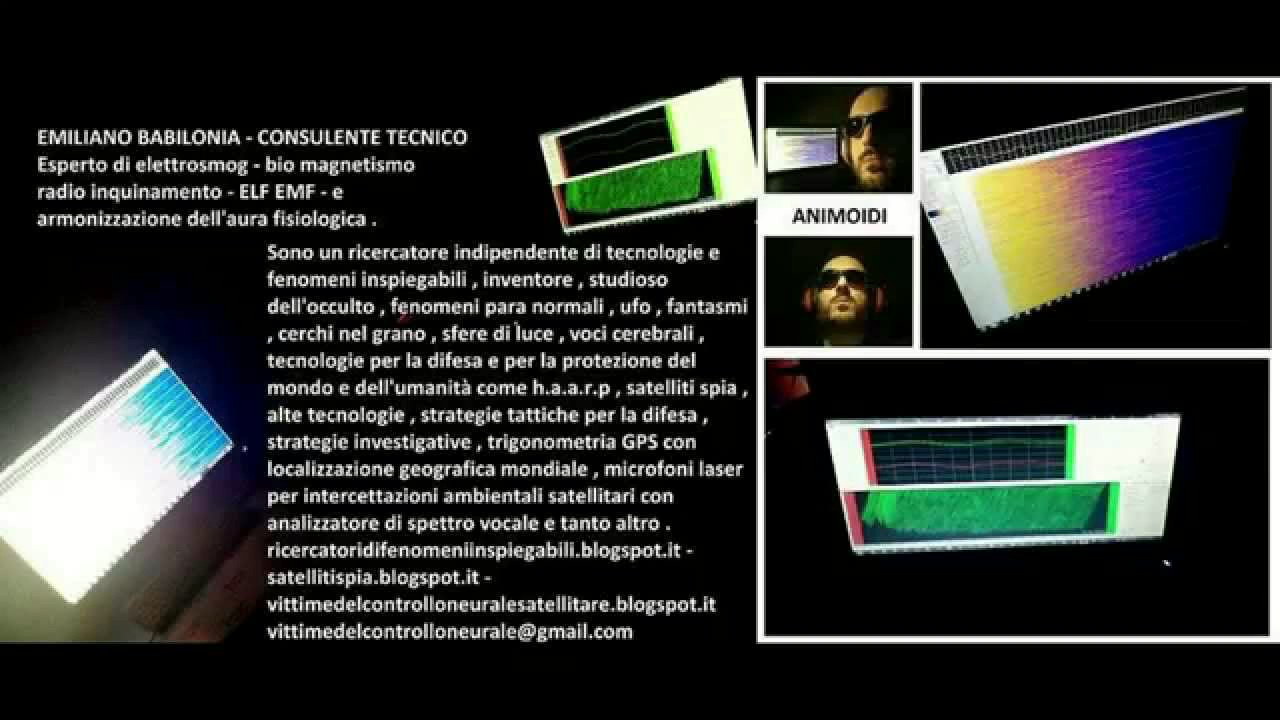 EMILIANO BABILONIA - CONSULENTE TECNICO
Esperto di elettrosmog - bio magnetismo
radio inquinamento - ELF EMF - e
armonizzazione dell'aura fisiologica .
Sono un ricercatore indipendente di tecnologie e
fenomeni inspiegabili , inventore , studioso
dell'occulto , fenomeni para normali , ufo , fantasmi
, cerchi nel grano , sfere di luce , voci cerebrali ,
tecnologie per la difesa e per la protezione del
mondo e dell'umanità come h.a.a.r.p , satelliti spia ,
alte tecnologie , strategie tattiche per la difesa ,
strategie investigative , trigonometria GPS con
localizzazione geografica mondiale , microfoni laser
per intercettazioni ambientali satellitari con
analizzatore di spettro vocale e tanto altro .
ricercatoridifenomeniinspiegabili.blogspot.it -
satellitispia.blogspot.it -
vittimedelcontrolloneuralesatellitare.blogspot.it
vittimedelcontrolloneurale@gmail.com
ANIMOIDI